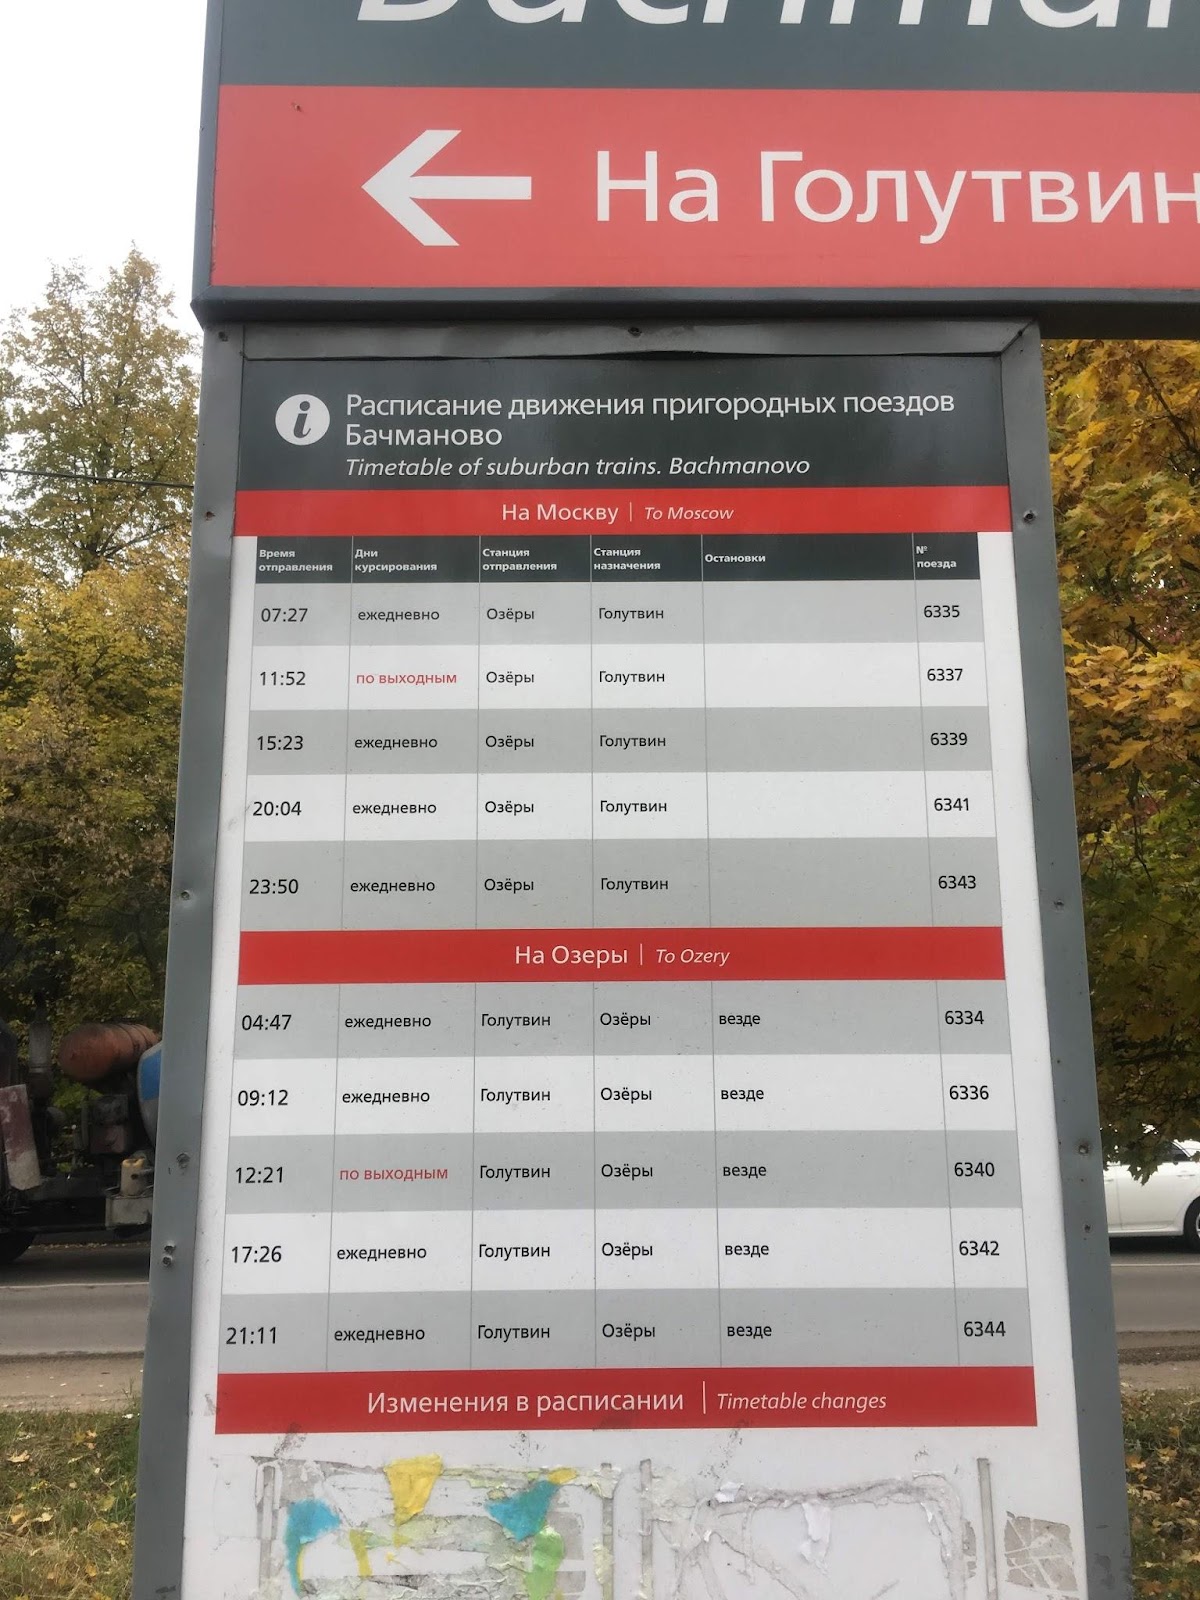 На Голутвин
Расписание движения пригородных поездов
Бачманово
Timetable of suburban trains. Bachmanovo
На Москву | To Moscow
Время отправления Дни курсирования Станция отправления Станция назначения Остановки № поезда
07:27 ежедневно Озёры Голутвин 6335
11:52 по выходным Озёры Голутвин 6337
15:23 ежедневно Озёры Голутвин 6339
20:04 ежедневно Озёры Голутвин 6341
23:50 ежедневно Озёры Голутвин 6343
На Озеры | To Ozery
04:47 ежедневно Голутвин Озёры везде 6334
09:12 ежедневно Голутвин Озёры везде 6336
12:21 по выходным Голутвин Озёры везде 6340
17:26 ежедневно Голутвин Озёры везде 6342
21:11 ежедневно Голутвин Озёры везде 6344
Изменения в расписании | Timetable changes